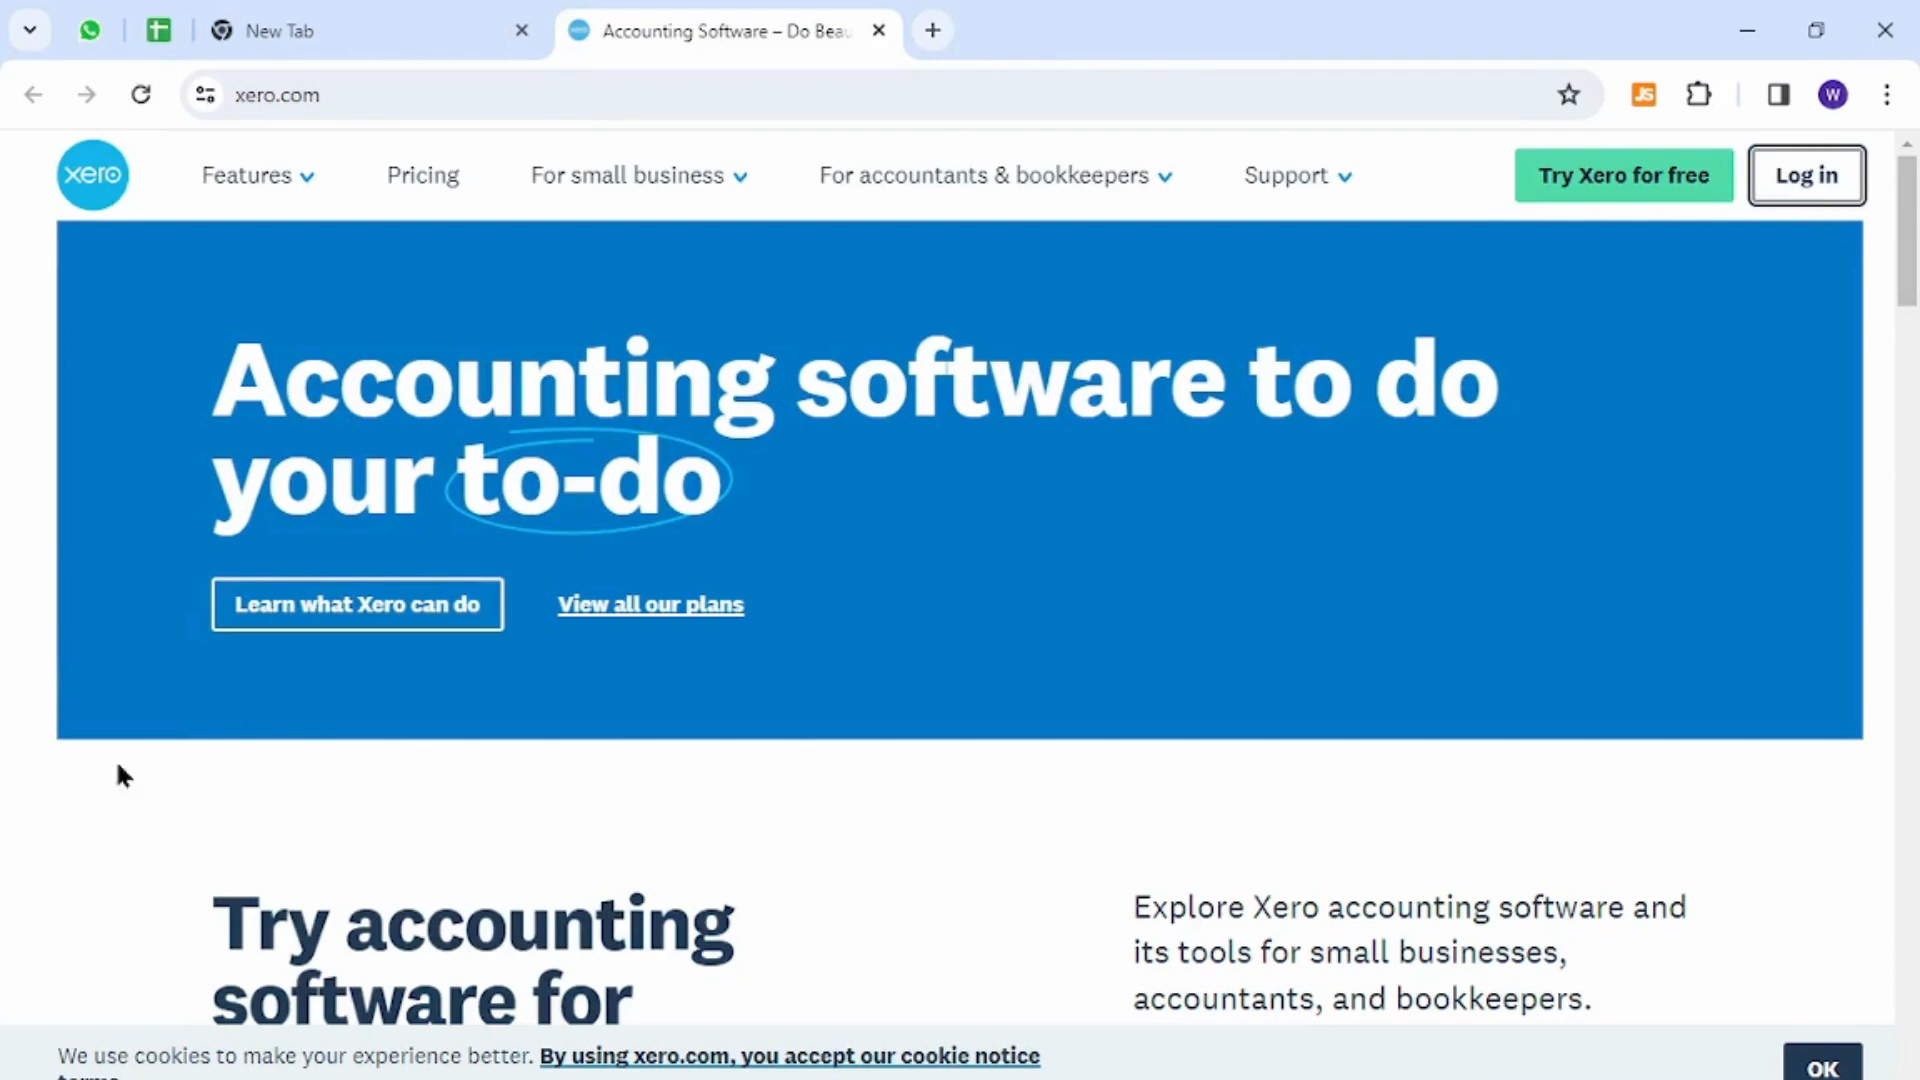 New Tab
Accounting Software – Do Beau
xero.com
JS
W
xero
Features
Pricing
For small business
For accountants & bookkeepers
Support
Try Xero for free
Log in
Accounting software to do
your to-do
Learn what Xero can do
View all our plans
Try accounting
software for
Explore Xero accounting software and
its tools for small businesses,
accountants, and bookkeepers.
We use cookies to make your experience better. By using xero.com, you accept our cookie notice
OK